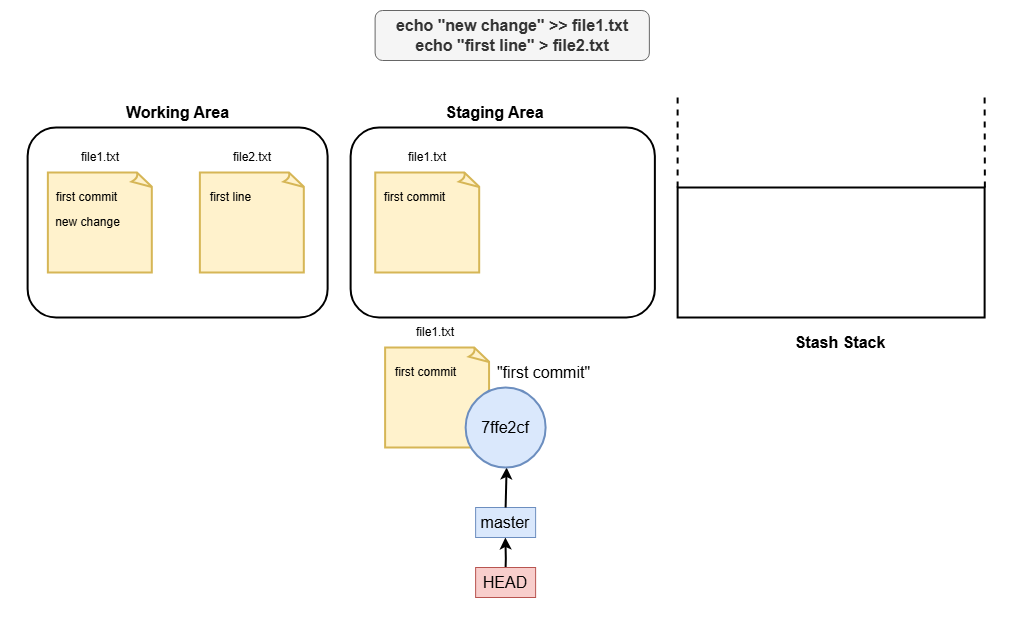 echo "new change" >> file1.txt
echo "first line" > file2.txt
Working Area
Staging Area
file1.txt
file2.txt
file1.txt
first commit
new change
first line
first commit
Stash Stack
file1.txt
first commit
"first commit"
7ffe2cf
master
HEAD